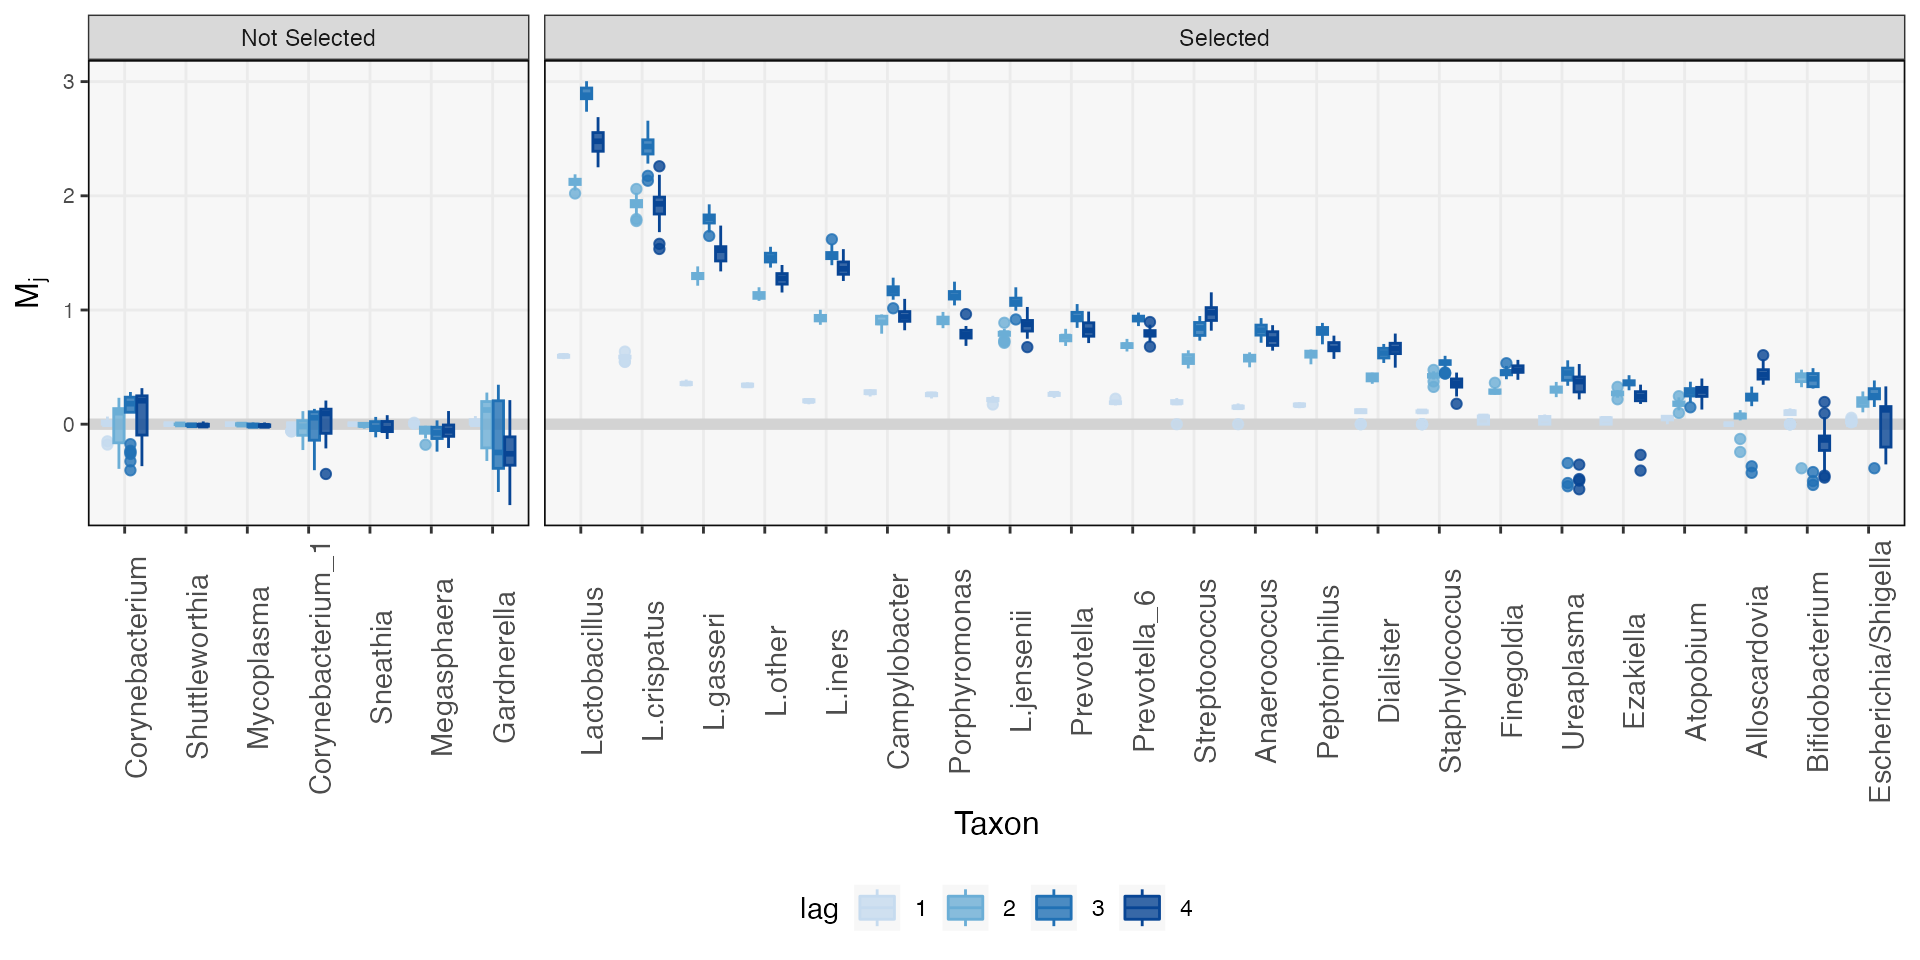 Not Selected
Selected
3
2
1
0
Mj
Corynebacterium
Shuttleworthia
Mycoplasma
Corynebacterium_1
Sneathia
Megasphaera
Gardnerella
Lactobacillus
L.crispatus
L.gasseri
L.other
L.iners
Campylobacter
Porphyromonas
L.jensenii
Prevotella
Prevotella_6
Streptococcus
Anaerococcus
Peptoniphilus
Dialister
Staphylococcus
Finegoldia
Ureaplasma
Ezakiella
Atopobium
Alloscardovia
Bifidobacterium
Escherichia/Shigella
Taxon
lag 1 2 3 4